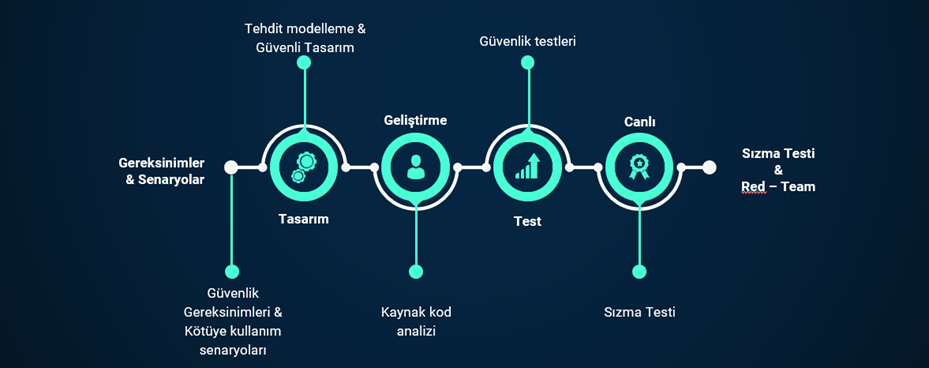 Tehdit modelleme &
Güvenli Tasarım
Güvenlik testleri
Geliştirme
Canlı
Gereksinimler
& Senaryolar
Sızma Testi
&
Red – Team
Tasarım
Test
Güvenlik
Gereksinimleri &
Kötüye kullanım
senaryoları
Kaynak kod
analizi
Sızma Testi